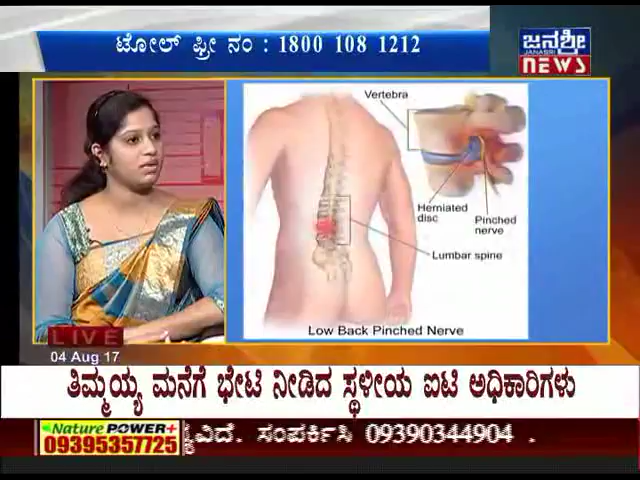 ಟೋಲ್ ಫ್ರೀ ನಂ : 1800 108 1212
ಜನಶ್ರೀ
JANASRI
NEWS
Vertebra
Herniated
disc
Pinched
nerve
Lumbar spine
Low Back Pinched Nerve
LIVE
04 Aug 17
ತಿಮ್ಮಯ್ಯ ಮನೆಗೆ ಭೇಟಿ ನೀಡಿದ ಸ್ಥಳೀಯ ಐಟಿ ಅಧಿಕಾರಿಗಳು
Nature POWER+
09395357725
ಸಂಪರ್ಕಿಸಿ 09390344904 .